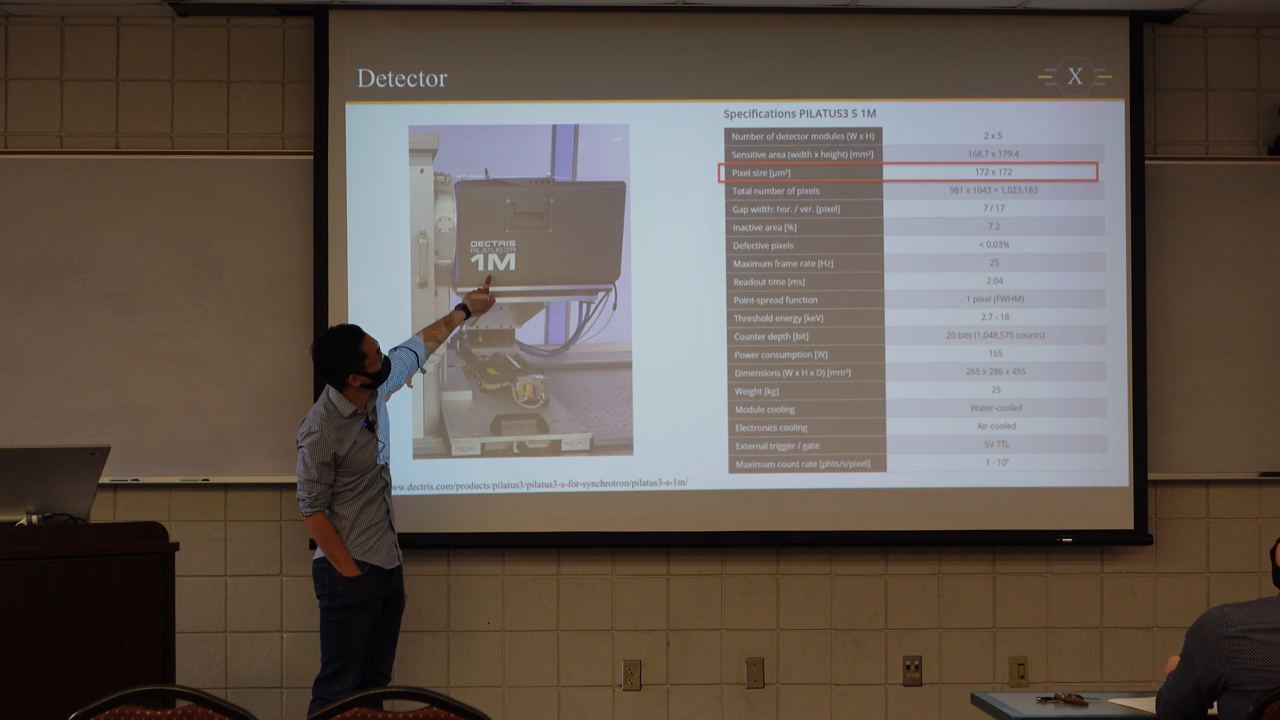 Detector
X
Specifications PILATUS3 S 1M
Number of detector modules (W x H) 2 x 5
Sensitive area (width x height) [mm²] 168.7 x 179.4
Pixel size [µm²] 172 x 172
Total number of pixels 981 x 1043 = 1,023,183
Gap width: hor. / ver. [pixel] 7 / 17
Inactive area [%] 7.2
Defective pixels < 0.03%
Maximum frame rate [Hz] 25
Readout time [ms] 2.04
Point-spread function 1 pixel (FWHM)
Threshold energy [keV] 2.7 - 18
Counter depth [bit] 20 bits (1,048,575 counts)
Power consumption [W] 165
Dimensions (W x H x D) [mm³] 265 x 286 x 455
Weight [kg] 25
Module cooling Water-cooled
Electronics cooling Air-cooled
External trigger / gate 5V TTL
Maximum count rate [phts/s/pixel]
DECTRIS
1M
w.dectris.com/products/pilatus3/pilatus3-s-for-synchrotron/pilatus3-s-1m/